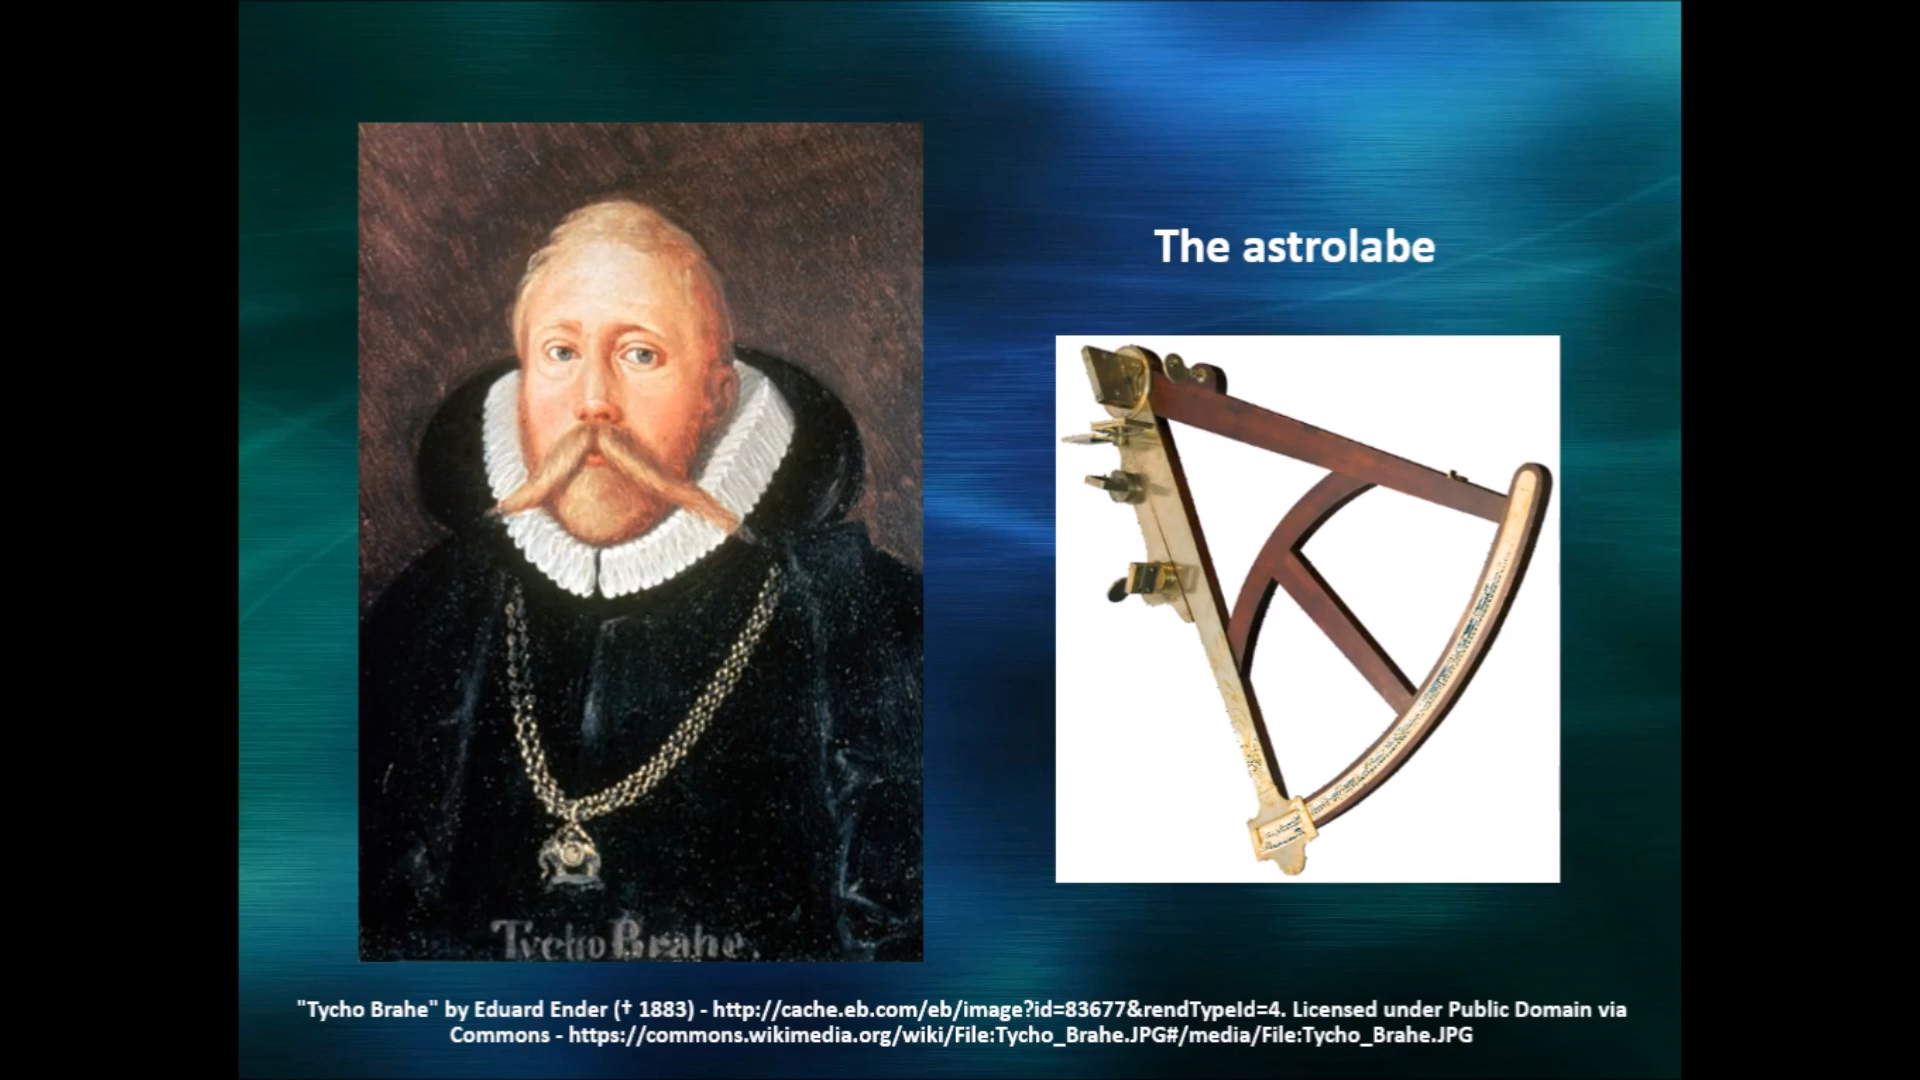 The astrolabe
Tycho Brahe.
"Tycho Brahe" by Eduard Ender († 1883) - http://cache.eb.com/eb/image?id=83677&rendTypeId=4. Licensed under Public Domain via
Commons - https://commons.wikimedia.org/wiki/File:Tycho_Brahe.JPG#/media/File:Tycho_Brahe.JPG